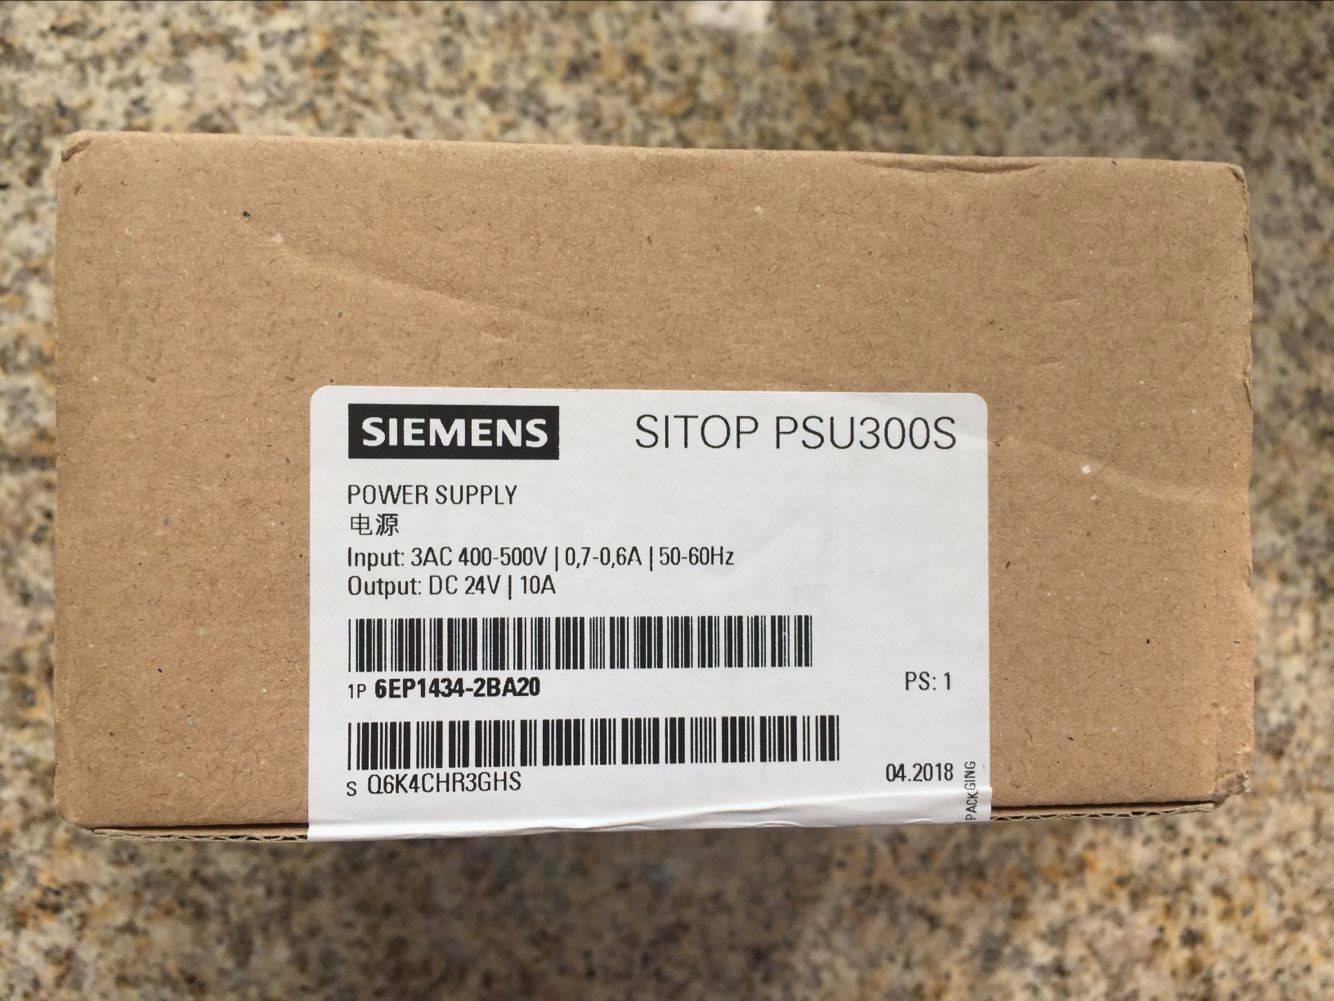 SIEMENS SITOP PSU300S
POWER SUPPLY
电源
Input: 3AC 400-500V | 0,7-0,6A | 50-60Hz
Output: DC 24V | 10A
1P 6EP1434-2BA20 PS: 1
S Q6K4CHR3GHS 04.2018
PACKGING